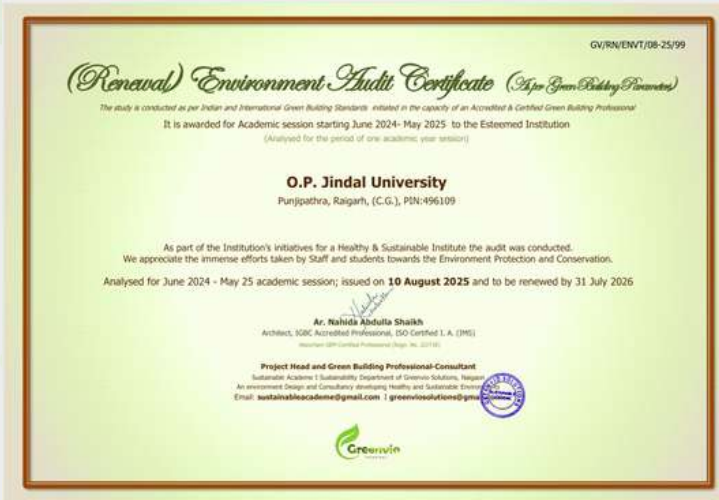 GV/RN/ENVT/08-25/99
(Renewal) Environment Audit Certificate (As per Green Building Parameters)
The study is conducted as per Indian and International Green Building Standards initiated in the capacity of an Accredited & Certified Green Building Professional
It is awarded for Academic session starting June 2024- May 2025 to the Esteemed Institution
(Analysed for the period of one academic year session)
O.P. Jindal University
Punjipathra, Raigarh, (C.G.), PIN:496109
As part of the Institution's initiatives for a Healthy & Sustainable Institute the audit was conducted.
We appreciate the immense efforts taken by Staff and students towards the Environment Protection and Conservation.
Analysed for June 2024 - May 25 academic session; issued on 10 August 2025 and to be renewed by 31 July 2026
Ar. Nahida Abdulla Shaikh
Architect, IGBC Accredited Professional, ISO Certified I. A. (IMS)
Project Head and Green Building Professional-Consultant
Sustainable Academe I Sustainability Department of Greenvio Solutions,
An environment Design and Consultancy developing Healthy and Sustainable
Email: sustainableacademe@gmail.com I greenviosolutions@
GREENVIO SOLUTIONS
Greenvio